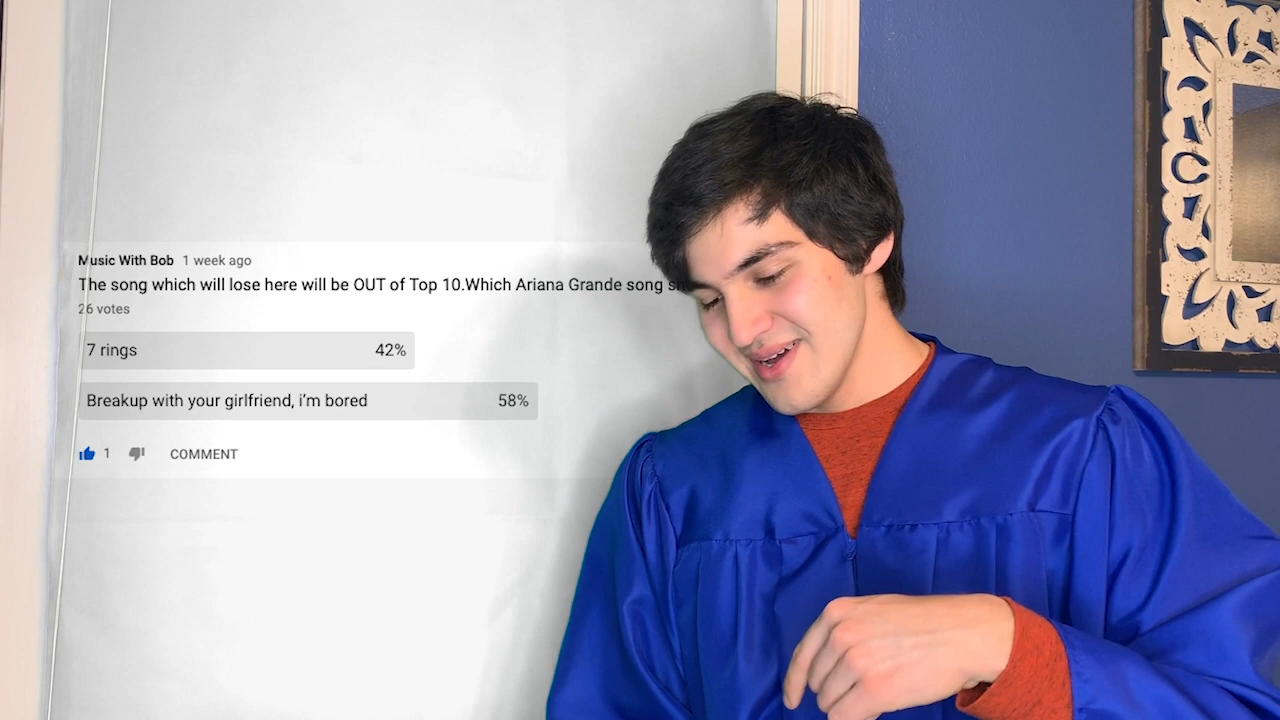 Music With Bob 1 week ago
The song which will lose here will be OUT of Top 10.Which Ariana Grande song
26 votes
7 rings 42%
Breakup with your girlfriend, i'm bored 58%
1 COMMENT